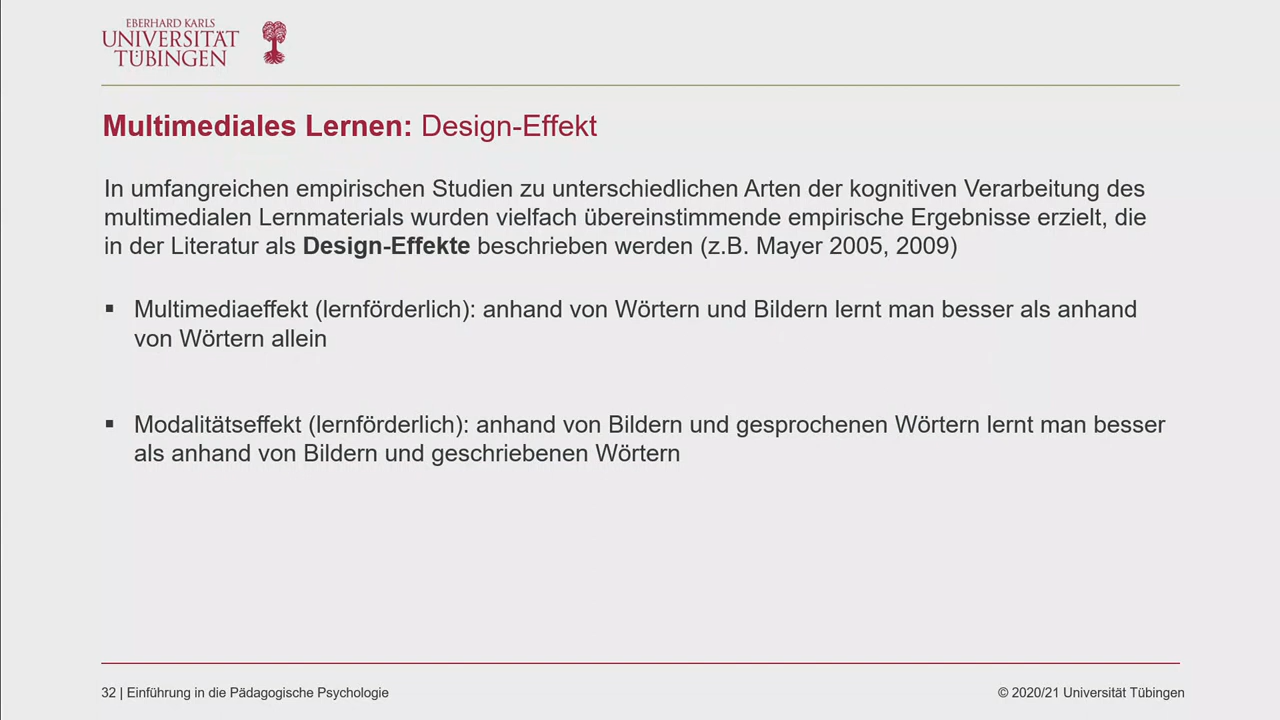 EBERHARD KARLS
UNIVERSITÄT
TÜBINGEN
Multimediales Lernen: Design-Effekt
In umfangreichen empirischen Studien zu unterschiedlichen Arten der kognitiven Verarbeitung des
multimedialen Lernmaterials wurden vielfach übereinstimmende empirische Ergebnisse erzielt, die
in der Literatur als Design-Effekte beschrieben werden (z.B. Mayer 2005, 2009)
▪ Multimediaeffekt (lernförderlich): anhand von Wörtern und Bildern lernt man besser als anhand
von Wörtern allein
▪ Modalitätseffekt (lernförderlich): anhand von Bildern und gesprochenen Wörtern lernt man besser
als anhand von Bildern und geschriebenen Wörtern
32 | Einführung in die Pädagogische Psychologie
© 2020/21 Universität Tübingen